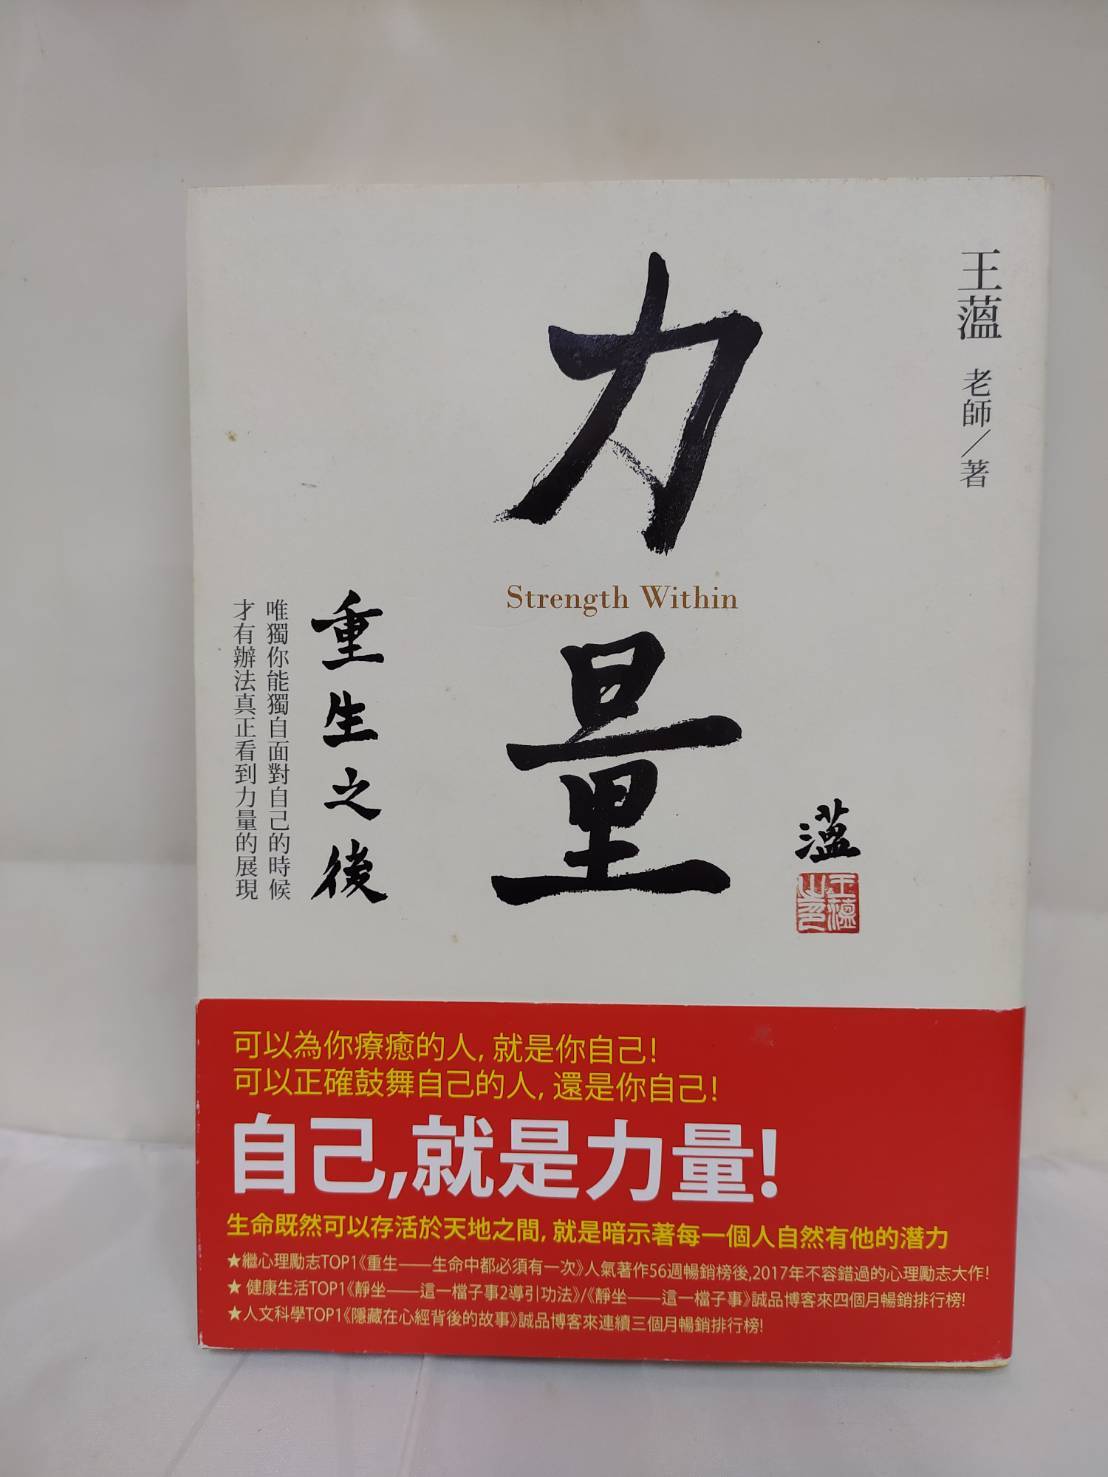 王薀 老師／著
力量
Strength Within
重生之後
唯獨你能獨自面對自己的時候
才有辦法真正看到力量的展現
薀
可以為你療癒的人，就是你自己！
可以正確鼓舞自己的人，還是你自己！
自己，就是力量！
生命既然可以存活於天地之間，就是暗示著每一個人自然有他的潛力
★繼心理勵志TOP1《重生——生命中都必須有一次》人氣著作56週暢銷榜後，2017年不容錯過的心理勵志大作！
★健康生活TOP1《靜坐——這一檔子事2導引功法》/《靜坐——這一檔子事》誠品博客來四個月暢銷排行榜！
★人文科學TOP1《隱藏在心經背後的故事》誠品博客來連續三個月暢銷排行榜！